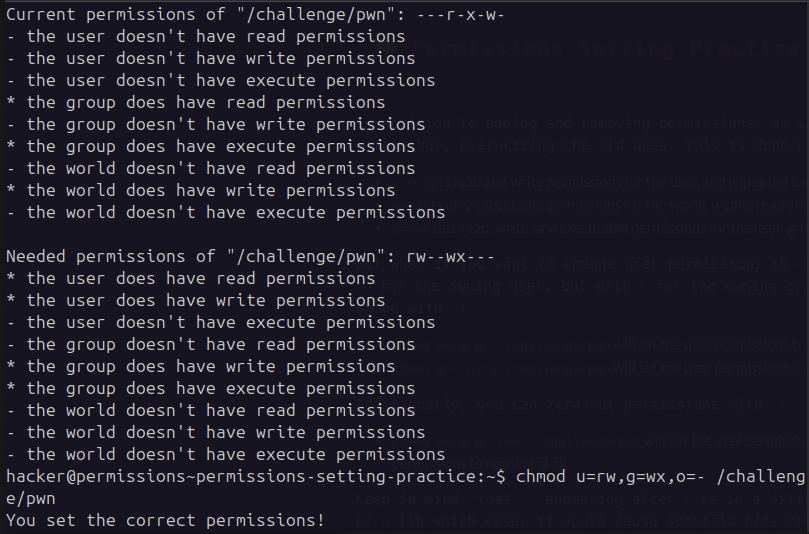 Current permissions of "/challenge/pwn": ---r-x-w-
- the user doesn't have read permissions
- the user doesn't have write permissions
- the user doesn't have execute permissions
* the group does have read permissions
- the group doesn't have write permissions
* the group does have execute permissions
- the world doesn't have read permissions
* the world does have write permissions
- the world doesn't have execute permissions
Needed permissions of "/challenge/pwn": rw--wx---
* the user does have read permissions
* the user does have write permissions
- the user doesn't have execute permissions
- the group doesn't have read permissions
* the group does have write permissions
* the group does have execute permissions
- the world doesn't have read permissions
- the world doesn't have write permissions
- the world doesn't have execute permissions
hacker@permissions~permissions-setting-practice:~$ chmod u=rw,g=wx,o=- /challeng
e/pwn
You set the correct permissions!